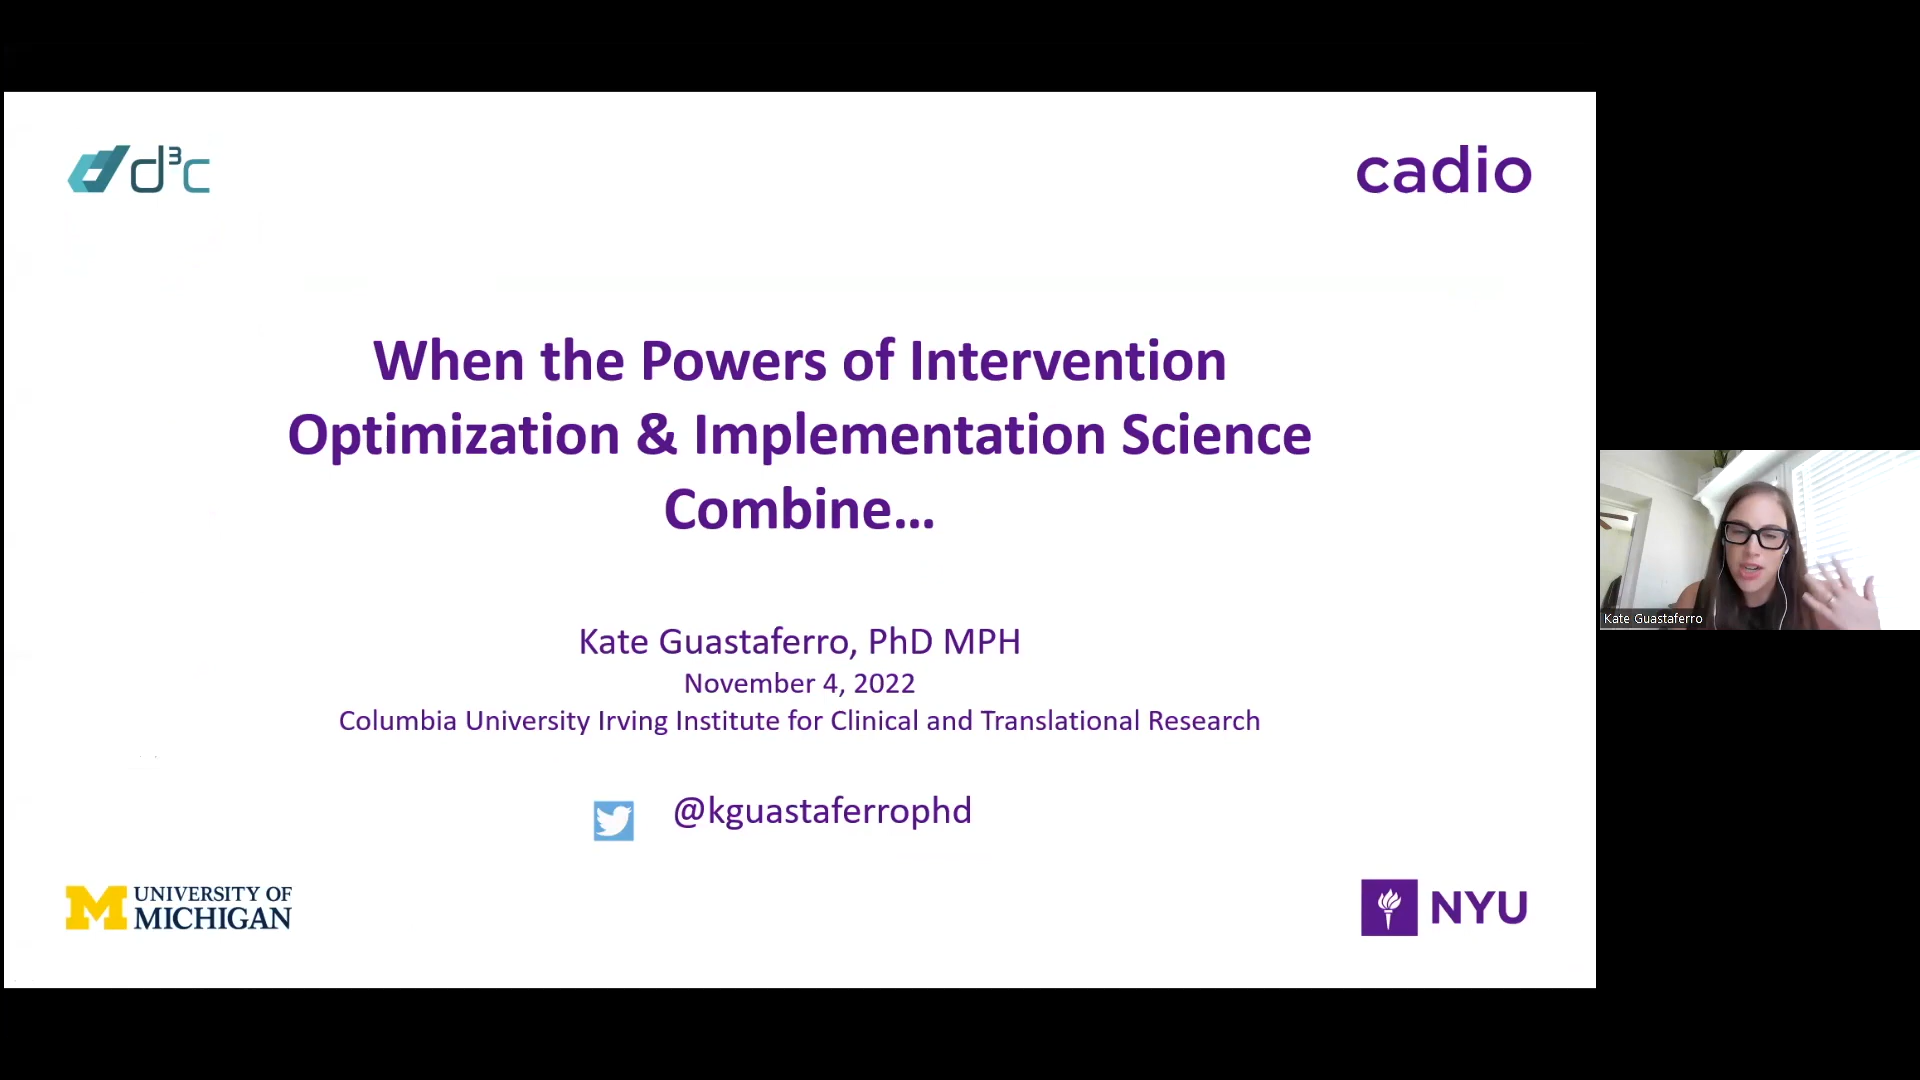 d³c
cadio
When the Powers of Intervention
Optimization & Implementation Science
Combine...
Kate Guastaferro, PhD MPH
November 4, 2022
Columbia University Irving Institute for Clinical and Translational Research
@kguastaferrophd
M UNIVERSITY OF
MICHIGAN
NYU
Kate Guastaferro